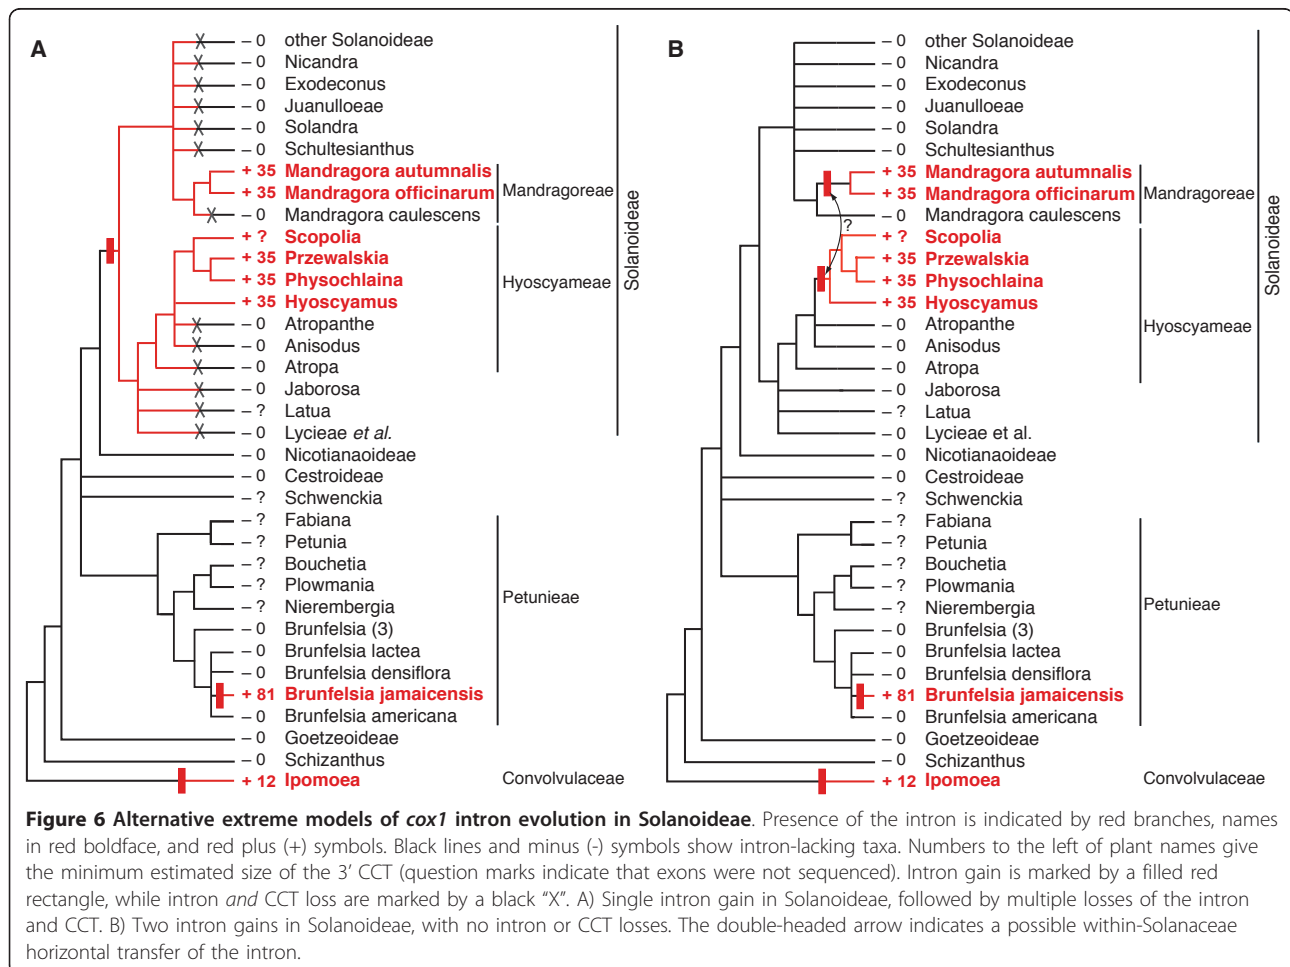 A
– 0 other Solanoideae
– 0 Nicandra
– 0 Exodeconus
– 0 Juanulloeae
– 0 Solandra
– 0 Schultesianthus
+ 35 Mandragora autumnalis
+ 35 Mandragora officinarum
– 0 Mandragora caulescens
+ ? Scopolia
+ 35 Przewalskia
+ 35 Physochlaina
+ 35 Hyoscyamus
– 0 Atropanthe
– 0 Anisodus
– 0 Atropa
– 0 Jaborosa
– ? Latua
– 0 Lycieae et al.
– 0 Nicotianaoideae
– 0 Cestroideae
– ? Schwenckia
– ? Fabiana
– ? Petunia
– ? Bouchetia
– ? Plowmania
– ? Nierembergia
– 0 Brunfelsia (3)
– 0 Brunfelsia lactea
– 0 Brunfelsia densiflora
+ 81 Brunfelsia jamaicensis
– 0 Brunfelsia americana
– 0 Goetzeoideae
– 0 Schizanthus
+ 12 Ipomoea
Mandragoreae
Hyoscyameae
Solanoideae
Petunieae
Convolvulaceae
B
– 0 other Solanoideae
– 0 Nicandra
– 0 Exodeconus
– 0 Juanulloeae
– 0 Solandra
– 0 Schultesianthus
+ 35 Mandragora autumnalis
+ 35 Mandragora officinarum
– 0 Mandragora caulescens
?
+ ? Scopolia
+ 35 Przewalskia
+ 35 Physochlaina
+ 35 Hyoscyamus
– 0 Atropanthe
– 0 Anisodus
– 0 Atropa
– 0 Jaborosa
– ? Latua
– 0 Lycieae et al.
– 0 Nicotianaoideae
– 0 Cestroideae
– ? Schwenckia
– ? Fabiana
– ? Petunia
– ? Bouchetia
– ? Plowmania
– ? Nierembergia
– 0 Brunfelsia (3)
– 0 Brunfelsia lactea
– 0 Brunfelsia densiflora
+ 81 Brunfelsia jamaicensis
– 0 Brunfelsia americana
– 0 Goetzeoideae
– 0 Schizanthus
+ 12 Ipomoea
Mandragoreae
Hyoscyameae
Solanoideae
Petunieae
Convolvulaceae
Figure 6 Alternative extreme models of cox1 intron evolution in Solanoideae. Presence of the intron is indicated by red branches, names
in red boldface, and red plus (+) symbols. Black lines and minus (-) symbols show intron-lacking taxa. Numbers to the left of plant names give
the minimum estimated size of the 3’ CCT (question marks indicate that exons were not sequenced). Intron gain is marked by a filled red
rectangle, while intron and CCT loss are marked by a black “X”. A) Single intron gain in Solanoideae, followed by multiple losses of the intron
and CCT. B) Two intron gains in Solanoideae, with no intron or CCT losses. The double-headed arrow indicates a possible within-Solanaceae
horizontal transfer of the intron.